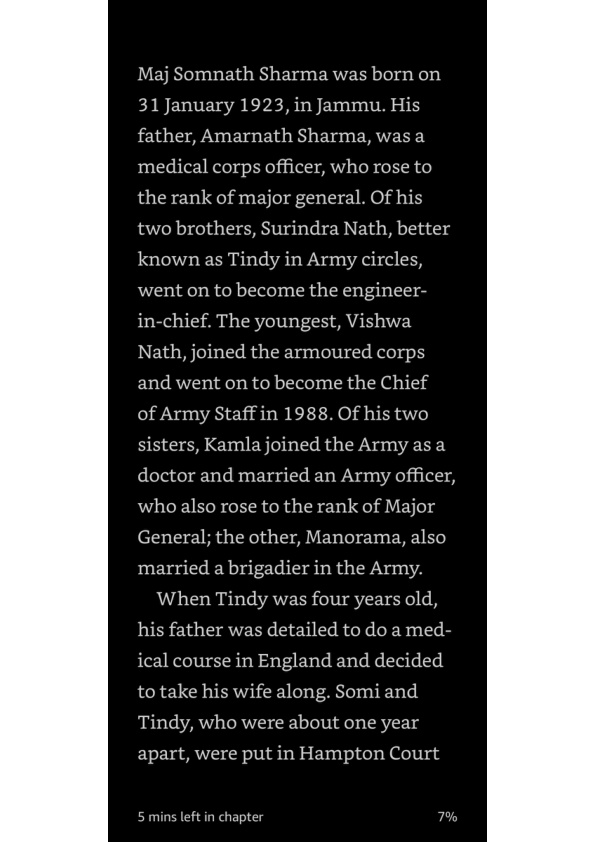 Maj Somnath Sharma was born on
31 January 1923, in Jammu. His
father, Amarnath Sharma, was a
medical corps officer, who rose to
the rank of major general. Of his
two brothers, Surindra Nath, better
known as Tindy in Army circles,
went on to become the engineer-
in-chief. The youngest, Vishwa
Nath, joined the armoured corps
and went on to become the Chief
of Army Staff in 1988. Of his two
sisters, Kamla joined the Army as a
doctor and married an Army officer,
who also rose to the rank of Major
General; the other, Manorama, also
married a brigadier in the Army.
When Tindy was four years old,
his father was detailed to do a med-
ical course in England and decided
to take his wife along. Somi and
Tindy, who were about one year
apart, were put in Hampton Court
5 mins left in chapter 7%